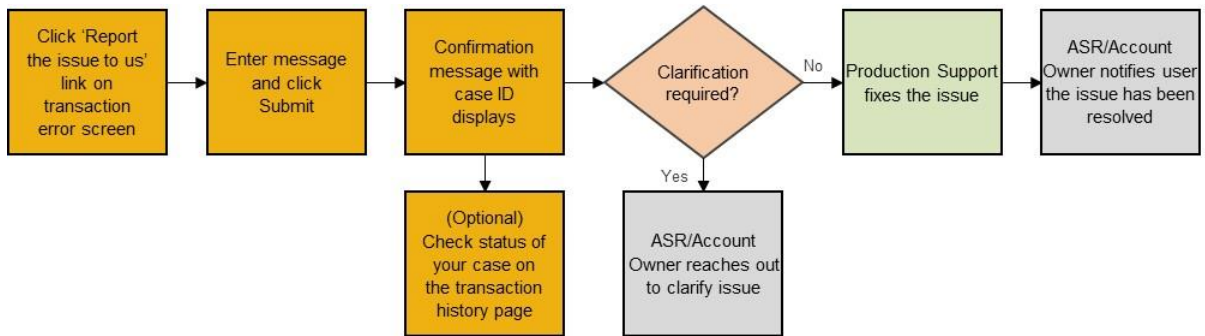 Click ‘Report
the issue to us’
link on
transaction
error screen
Enter message
and click
Submit
Confirmation
message with
case ID
displays
Clarification
required?
No
Production Support
fixes the issue
ASR/Account
Owner notifies user
the issue has been
resolved
Yes
(Optional)
Check status of
your case on
the transaction
history page
ASR/Account
Owner reaches out
to clarify issue